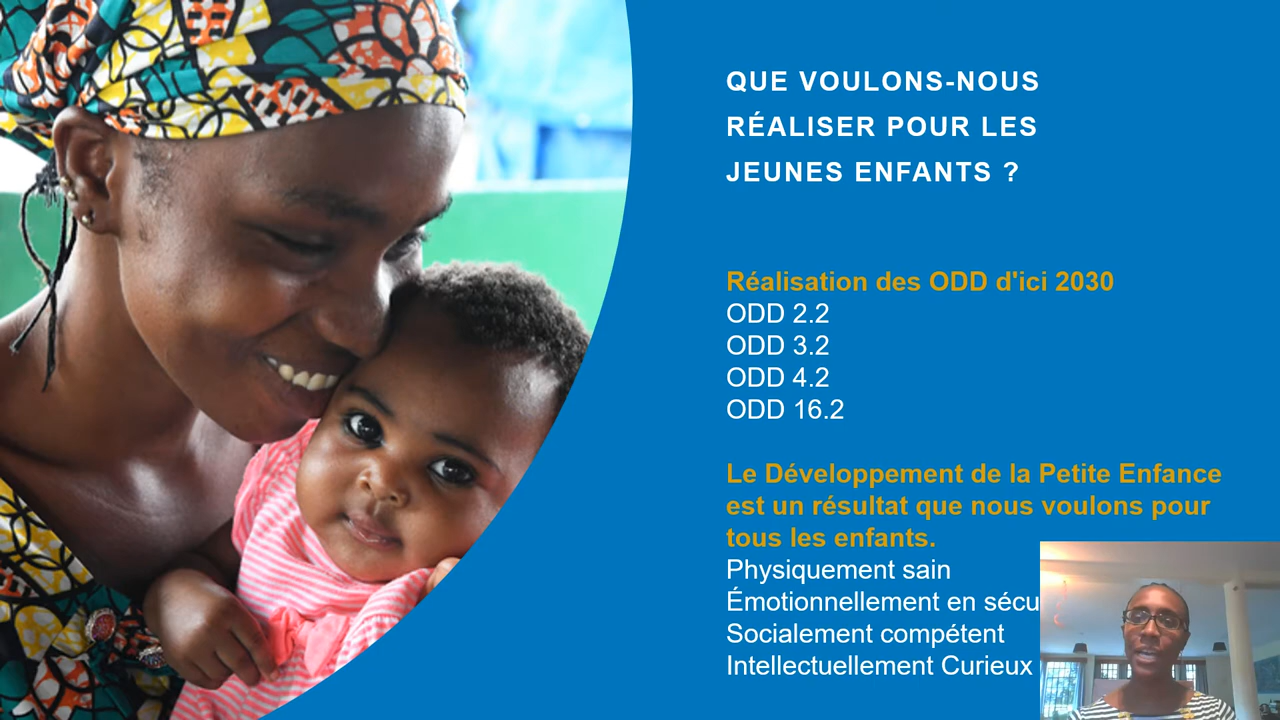 QUE VOULONS-NOUS
RÉALISER POUR LES
JEUNES ENFANTS ?
Réalisation des ODD d'ici 2030
ODD 2.2
ODD 3.2
ODD 4.2
ODD 16.2
Le Développement de la Petite Enfance
est un résultat que nous voulons pour
tous les enfants.
Physiquement sain
Émotionnellement en sécu
Socialement compétent
Intellectuellement Curieux